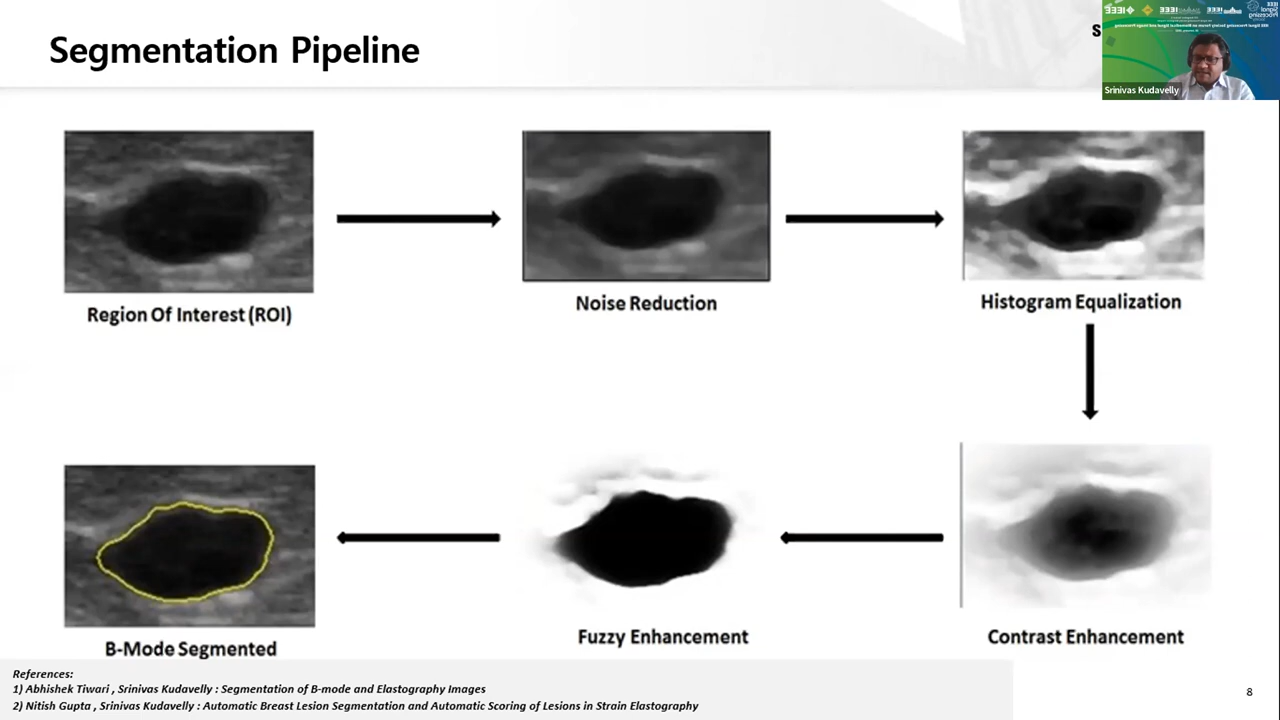 Segmentation Pipeline
S
Srinivas Kudavelly
Region Of Interest (ROI)
Noise Reduction
Histogram Equalization
B-Mode Segmented
Fuzzy Enhancement
Contrast Enhancement
References:
1) Abhishek Tiwari , Srinivas Kudavelly : Segmentation of B-mode and Elastography Images
2) Nitish Gupta , Srinivas Kudavelly : Automatic Breast Lesion Segmentation and Automatic Scoring of Lesions in Strain Elastography
8